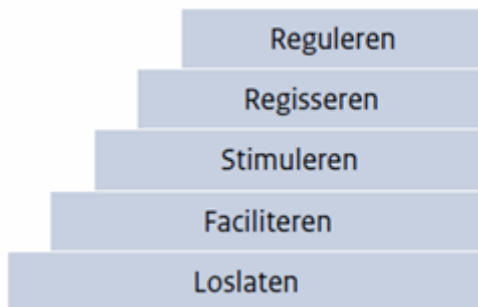 Reguleren
Regisseren
Stimuleren
Faciliteren
Loslaten